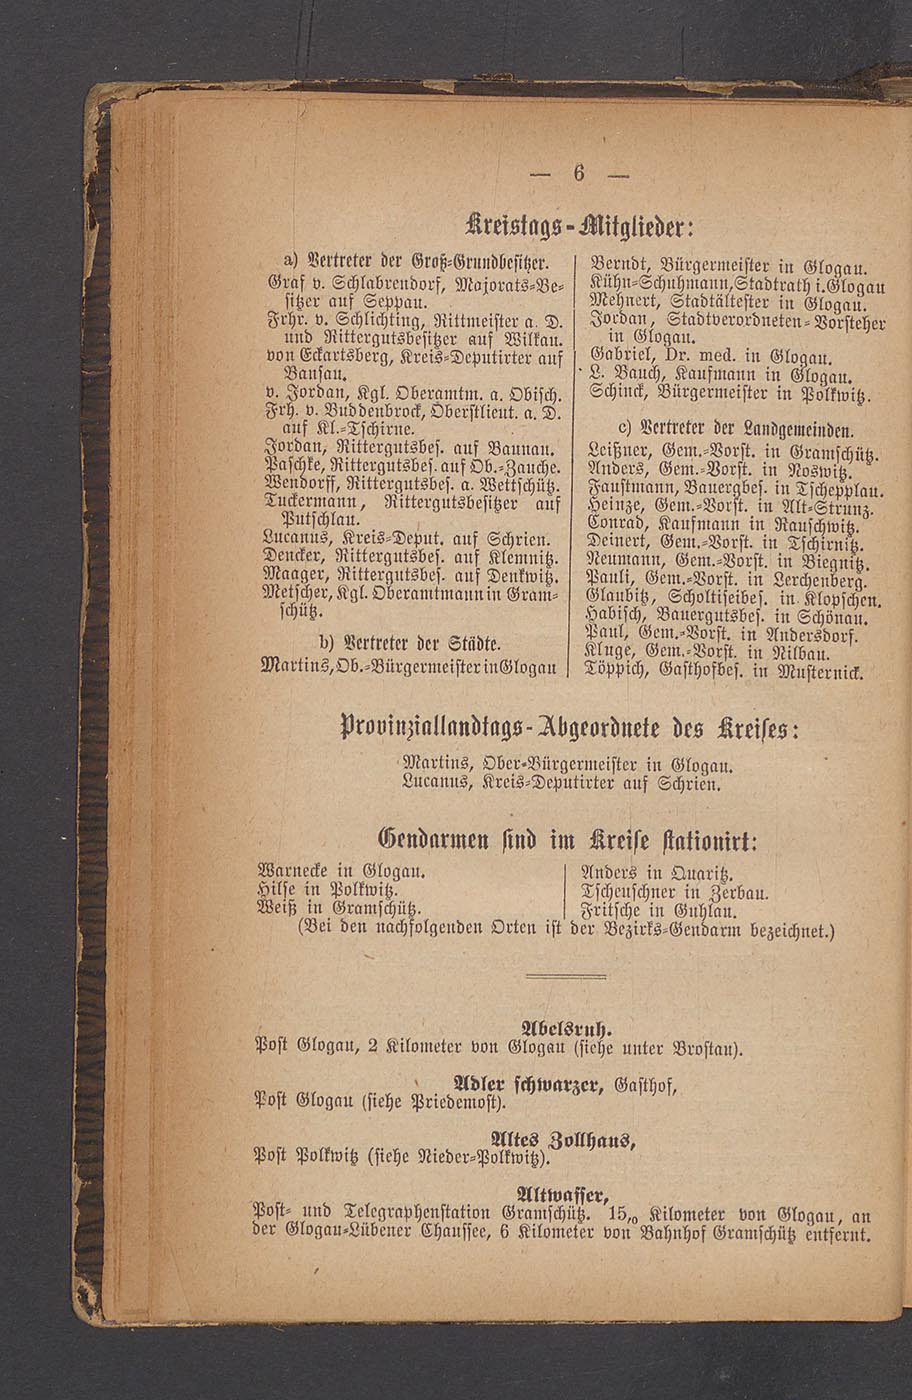 — 6 —
Kreistags-Mitglieder:
a) Vertreter der Groß-Grundbesitzer.
Graf v. Schlabrendorf, Majorats-Be-
sitzer auf Seppau.
Frhr. v. Schlichting, Rittmeister a. D.
und Rittergutsbesitzer auf Wilkau.
von Eckartsberg, Kreis-Deputirter auf
Bansau.
v. Jordan, Kgl. Oberamtm. a. Obisch.
Frh. v. Buddenbrock, Oberstlieut. a. D.
auf Kl.-Tschirne.
Jordan, Rittergutsbes. auf Baunau.
Paschke, Rittergutsbes. auf Ob.-Zauche.
Wendorff, Rittergutsbes. a. Wettschütz.
Tuckermann, Rittergutsbesitzer auf
Putschlau.
Lucanus, Kreis-Deput. auf Schrien.
Dencker, Rittergutsbes. auf Klemnitz.
Maager, Rittergutsbes. auf Denkwitz.
Metscher, Kgl. Oberamtmann in Gram-
schütz.
b) Vertreter der Städte.
Martins, Ob.-Bürgermeister in Glogau
Berndt, Bürgermeister in Glogau.
Kühn-Schuhmann, Stadtrath i. Glogau
Mehnert, Stadtältester in Glogau.
Jordan, Stadtverordneten-Vorsteher
in Glogau.
Gabriel, Dr. med. in Glogau.
L. Bauch, Kaufmann in Glogau.
Schinck, Bürgermeister in Polkwitz.
c) Vertreter der Landgemeinden.
Leißner, Gem.-Vorst. in Gramschütz.
Anders, Gem.-Vorst. in Noswitz.
Faustmann, Bauergbes. in Tschepplau.
Heinze, Gem.-Vorst. in Alt-Strunz.
Conrad, Kaufmann in Rauschwitz.
Deinert, Gem.-Vorst. in Tschirnitz.
Neumann, Gem.-Vorst. in Biegnitz.
Pauli, Gem.-Vorst. in Lerchenberg.
Glaubitz, Scholtiseibes. in Klopschen.
Habisch, Bauergutsbes. in Schönau.
Paul, Gem.-Vorst. in Andersdorf.
Kluge, Gem.-Vorst. in Nilbau.
Töppich, Gasthofbes. in Musternick.
Provinziallandtags-Abgeordnete des Kreises:
Martins, Ober-Bürgermeister in Glogau.
Lucanus, Kreis-Deputirter auf Schrien.
Gendarmen sind im Kreise stationirt:
Warnecke in Glogau.
Hilse in Polkwitz.
Weiß in Gramschütz.
Anders in Quaritz.
Tscheuschner in Zerbau.
Fritsche in Guhlau.
(Bei den nachfolgenden Orten ist der Bezirks-Gendarm bezeichnet.)
Abelsruh.
Post Glogau, 2 Kilometer von Glogau (siehe unter Brostau).
Adler schwarzer, Gasthof,
Post Glogau (siehe Priedemost).
Altes Zollhaus,
Post Polkwitz (siehe Nieder-Polkwitz).
Altwasser,
Post- und Telegraphenstation Gramschütz. 15,0 Kilometer von Glogau, an
der Glogau-Lübener Chaussee, 6 Kilometer von Bahnhof Gramschütz entfernt.